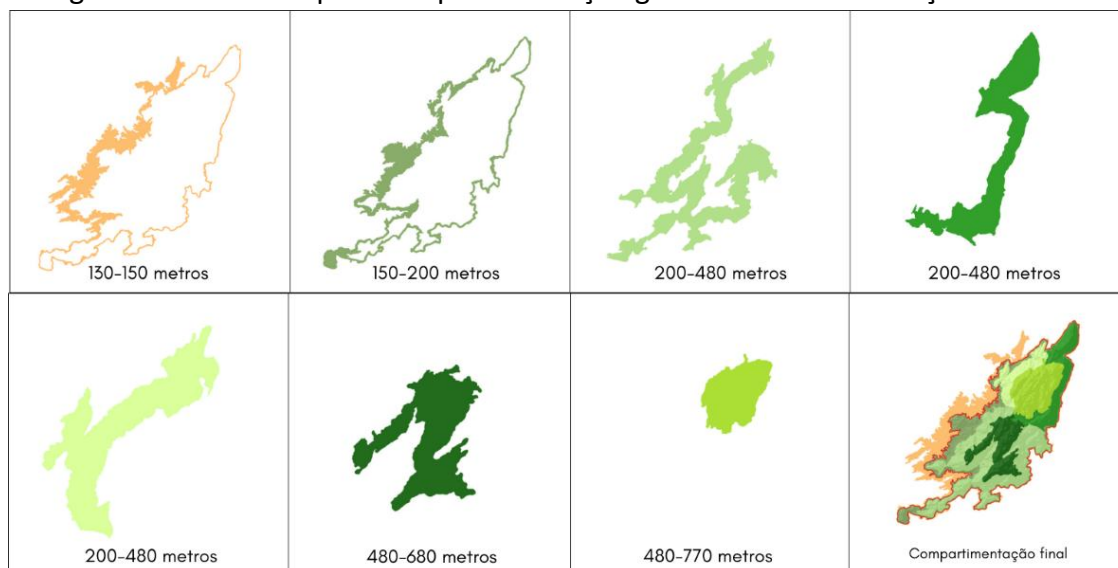 130-150 metros
150-200 metros
200-480 metros
200-480 metros
200-480 metros
480-680 metros
480-770 metros
Compartimentação final